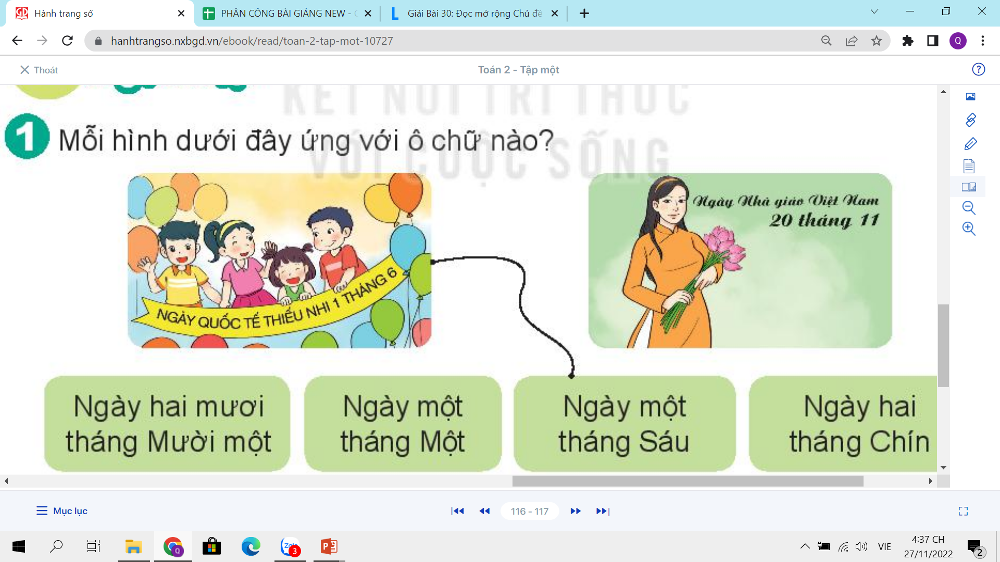 Hành trang số
PHÂN CÔNG BÀI GIẢNG NEW -
Giải Bài 30: Đọc mở rộng Chủ đề
hanhtrangso.nxbgd.vn/ebook/read/toan-2-tap-mot-10727
Q
Thoát
Toán 2 - Tập một
?
KẾT NỐI TRI THỨC
VỚI CUỘC SỐNG
1 Mỗi hình dưới đây ứng với ô chữ nào?
NGÀY QUỐC TẾ THIẾU NHI 1 THÁNG 6
Ngày Nhà giáo Việt Nam
20 tháng 11
Ngày hai mươi
tháng Mười một
Ngày một
tháng Một
Ngày một
tháng Sáu
Ngày hai
tháng Chín
Mục lục
116 - 117
Q
Zalo
3
P
VIE
4:37 CH
27/11/2022
2